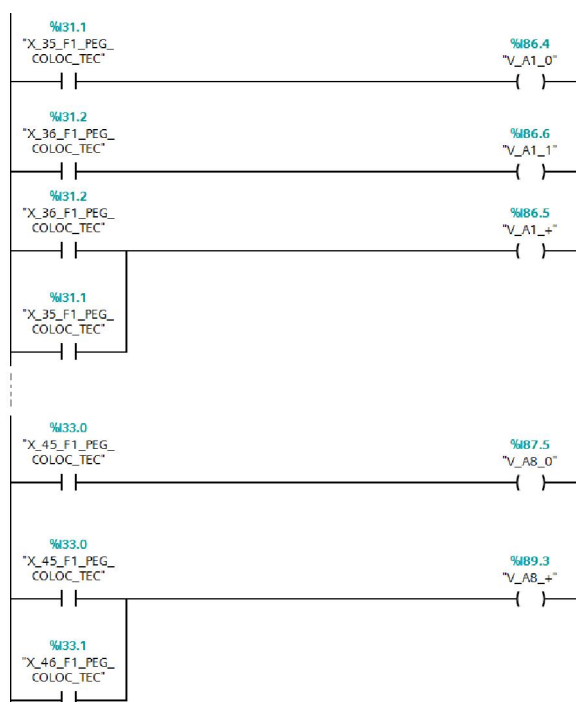 %I31.1
"X_35_F1_PEG_
COLOC_TEC"
%I86.4
"V_A1_0"
%I31.2
"X_36_F1_PEG_
COLOC_TEC"
%I86.6
"V_A1_1"
%I31.2
"X_36_F1_PEG_
COLOC_TEC"
%I86.5
"V_A1_+"
%I31.1
"X_35_F1_PEG_
COLOC_TEC"
%I33.0
"X_45_F1_PEG_
COLOC_TEC"
%I87.5
"V_A8_0"
%I33.0
"X_45_F1_PEG_
COLOC_TEC"
%I89.3
"V_A8_+"
%I33.1
"X_46_F1_PEG_
COLOC_TEC"